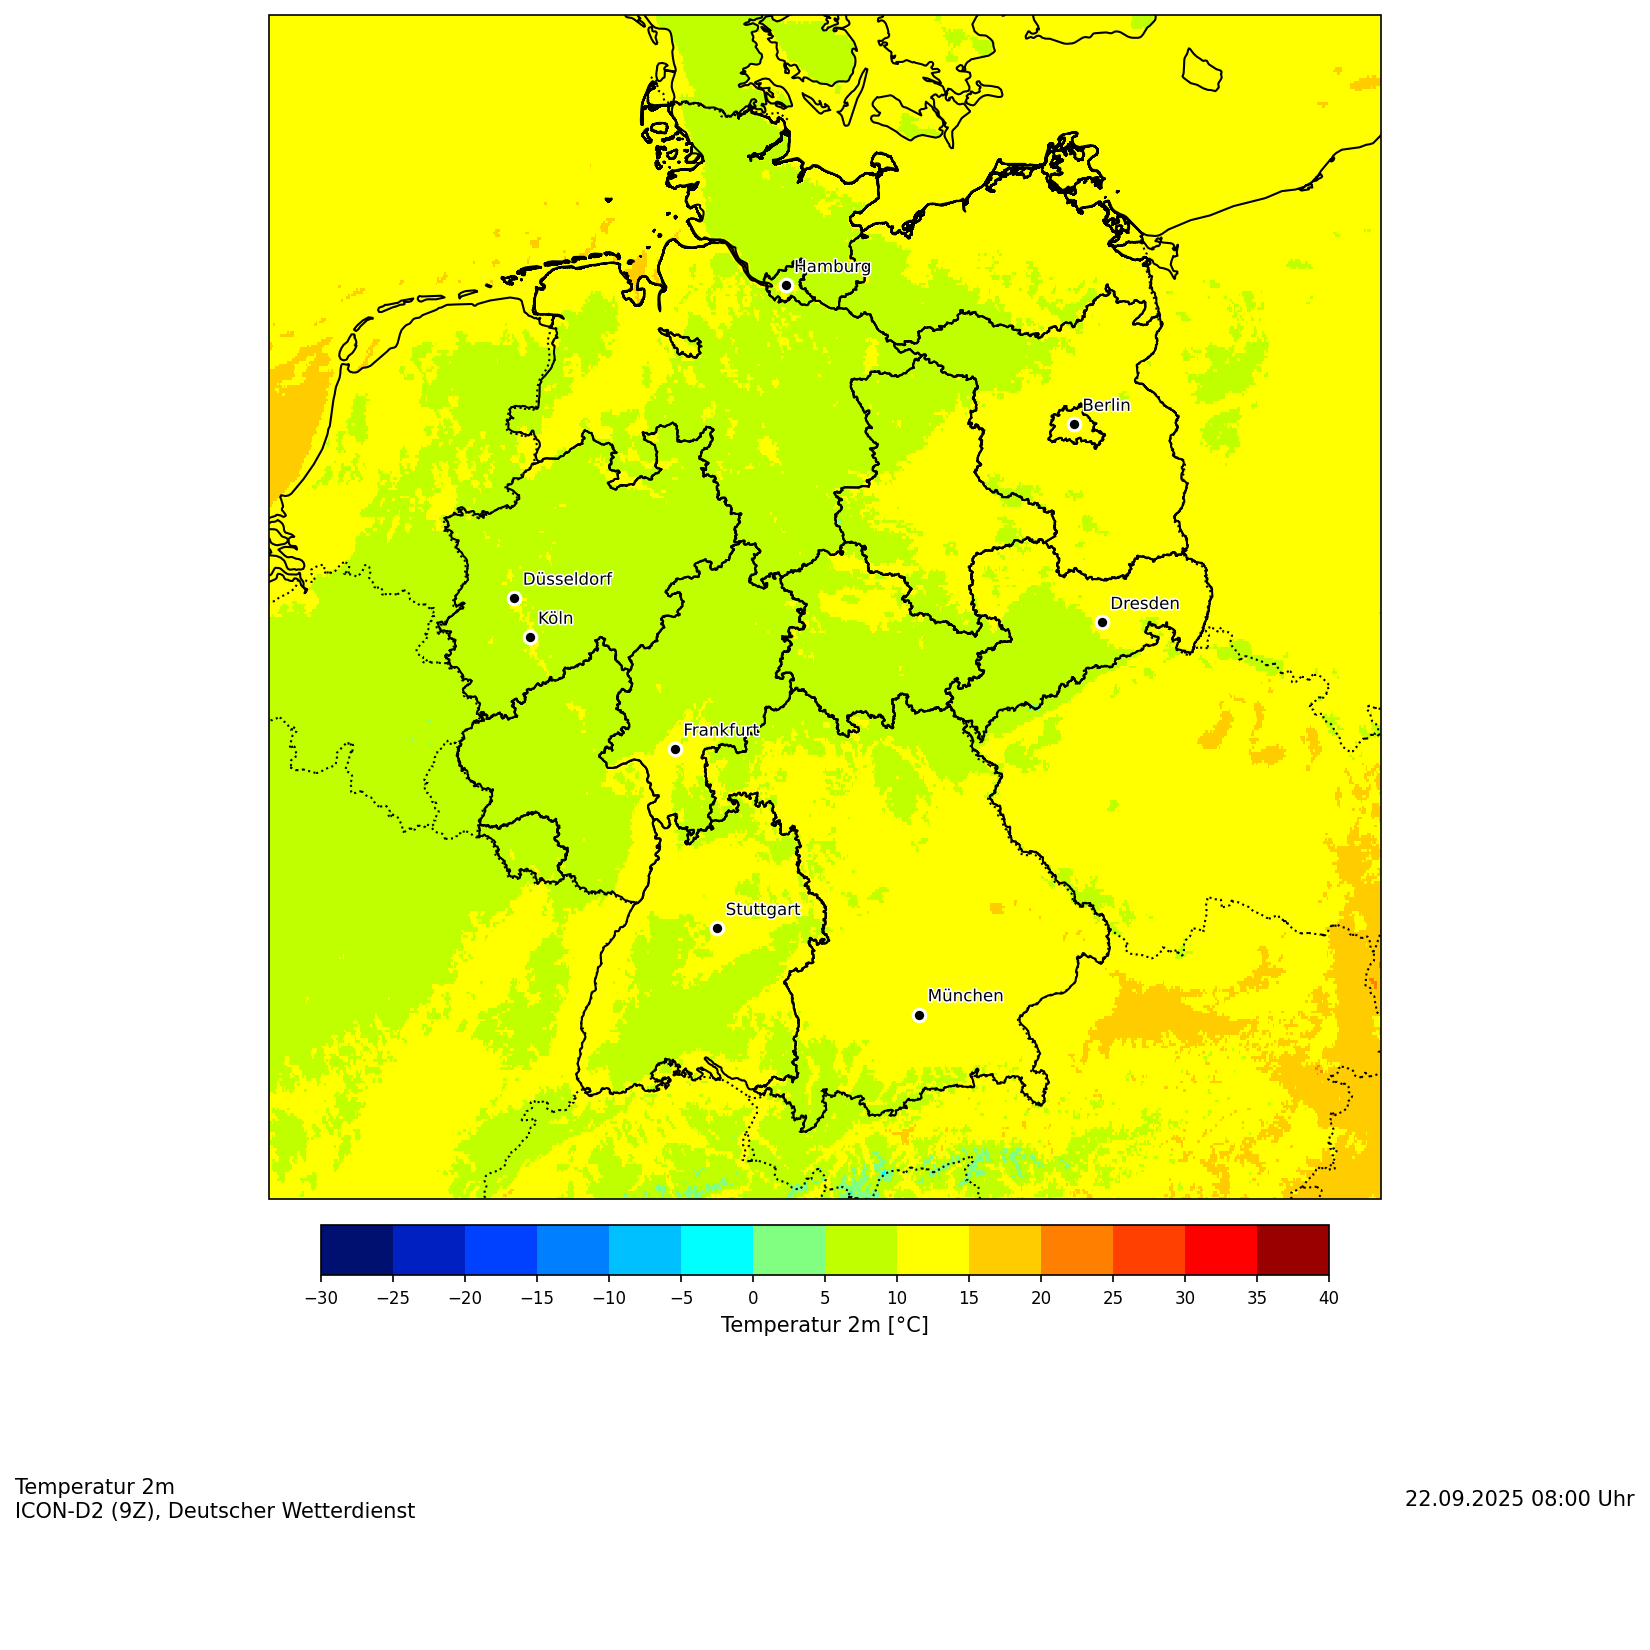 Hamburg
Berlin
Düsseldorf
Köln
Dresden
Frankfurt
Stuttgart
München
−30 −25 −20 −15 −10 −5 0 5 10 15 20 25 30 35 40
Temperatur 2m [°C]
Temperatur 2m
ICON-D2 (9Z), Deutscher Wetterdienst
22.09.2025 08:00 Uhr